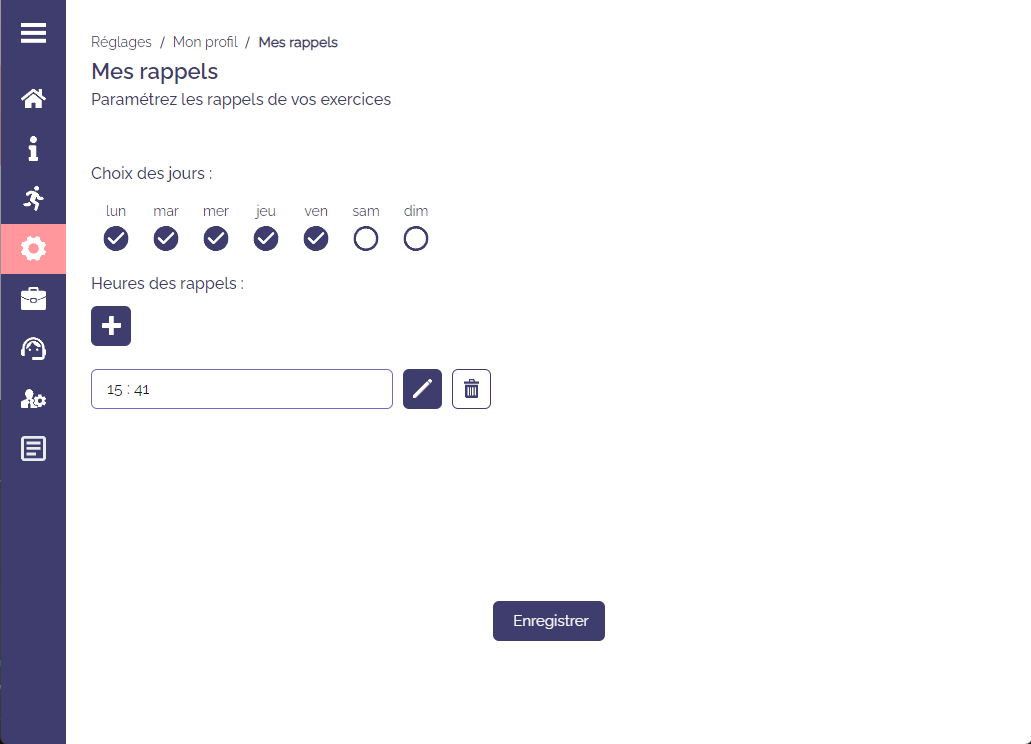 Réglages / Mon profil / Mes rappels
Mes rappels
Paramétrez les rappels de vos exercices
Choix des jours :
lun mar mer jeu ven sam dim
Heures des rappels :
15 : 41
Enregistrer